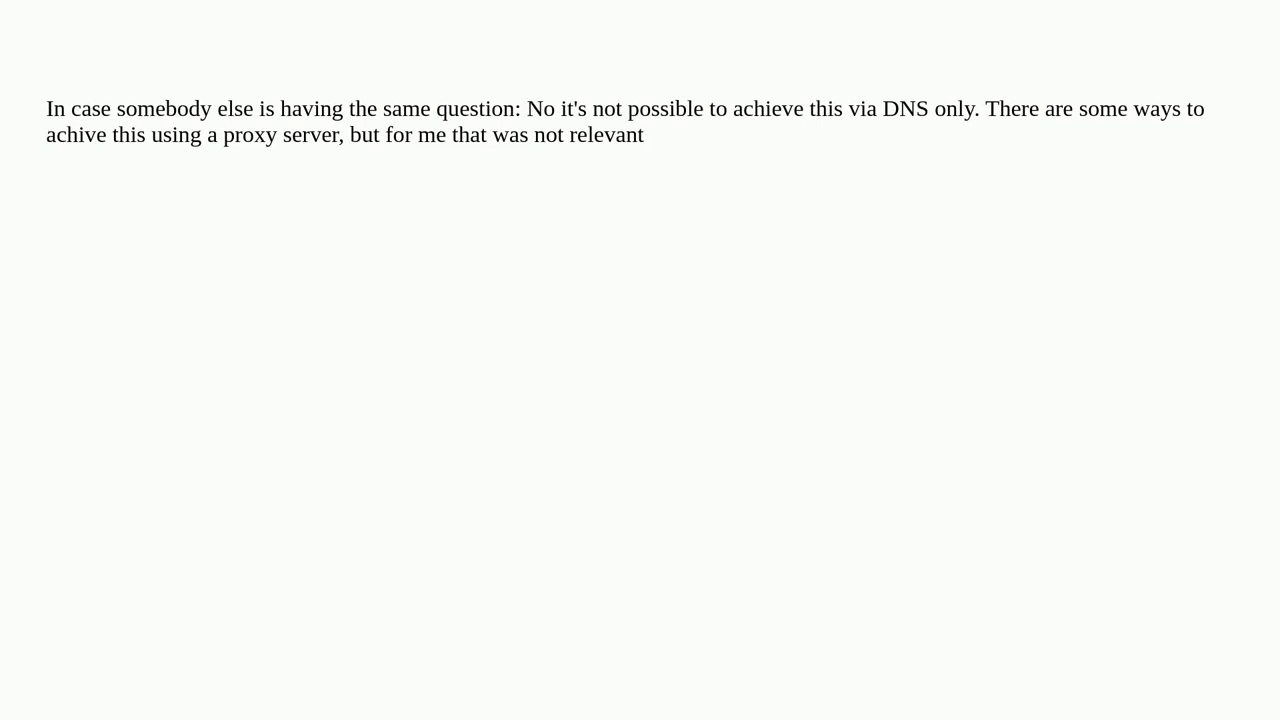 In case somebody else is having the same question: No it's not possible to achieve this via DNS only. There are some ways to
achive this using a proxy server, but for me that was not relevant